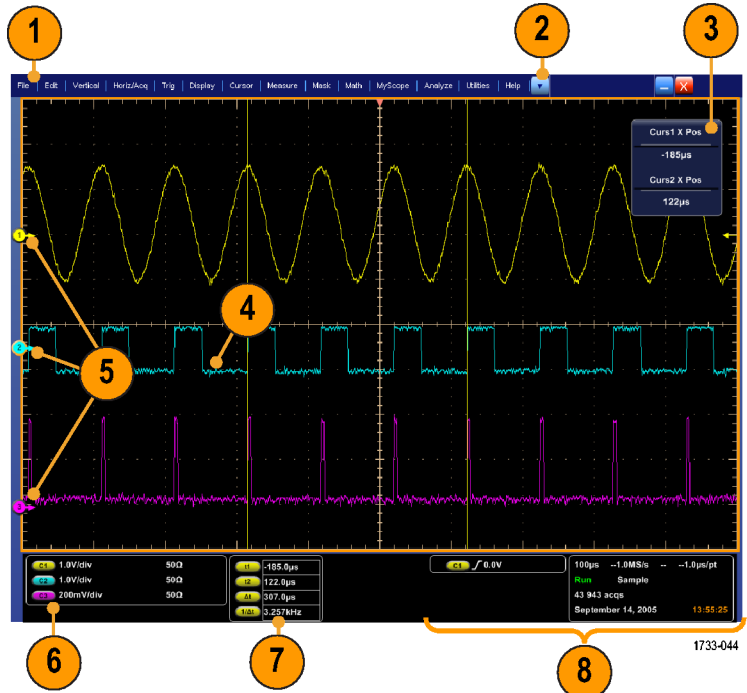 1
2
3
File Edit Vertical Horiz/Acq Trig Display Cursor Measure Mask Math MyScope Analyze Utilities Help
X
Curs1 X Pos
-185µs
Curs2 X Pos
122µs
1
4
2
5
3
C1 1.0V/div 50Ω
C2 1.0V/div 50Ω
C3 200mV/div 50Ω
t1 -185.0µs
t2 122.0µs
Δt 307.0µs
1/Δt 3.257kHz
C1 0.0V
100µs --1.0MS/s -- --1.0µs/pt
Run Sample
43 943 acqs
September 14, 2005 13:55:25
6
7
8
1733-044